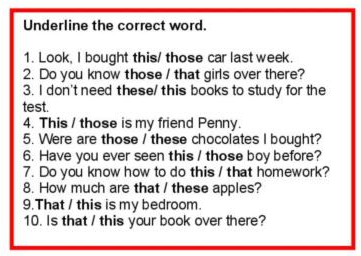 Underline the correct word.
1. Look, I bought this/ those car last week.
2. Do you know those / that girls over there?
3. I don't need these/ this books to study for the
test.
4. This / those is my friend Penny.
5. Were are those / these chocolates I bought?
6. Have you ever seen this / those boy before?
7. Do you know how to do this / that homework?
8. How much are that / these apples?
9.That / this is my bedroom.
10. Is that / this your book over there?